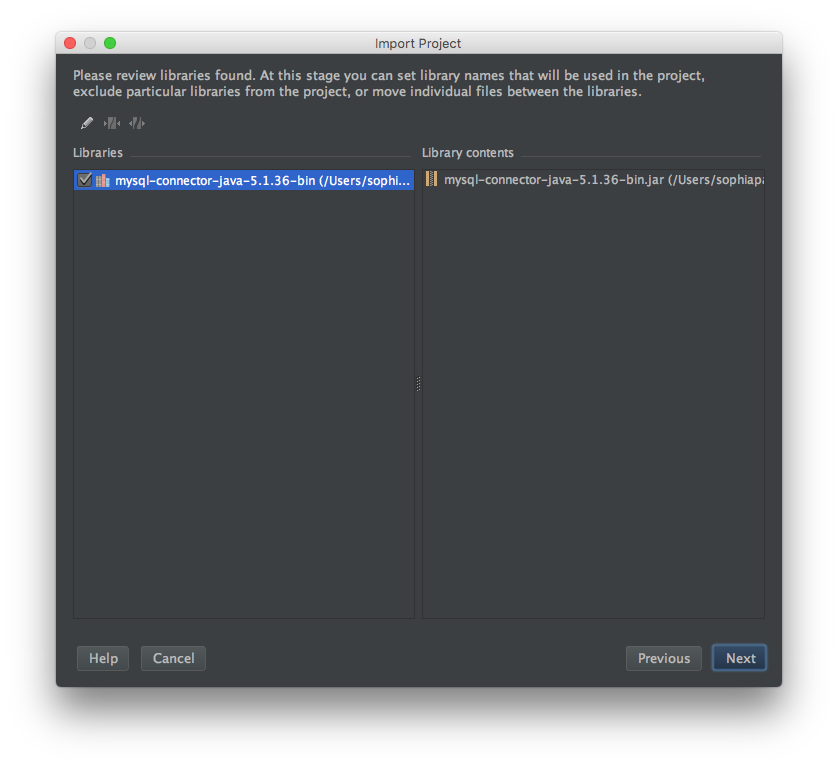 Import Project
Please review libraries found. At this stage you can set library names that will be used in the project,
exclude particular libraries from the project, or move individual files between the libraries.
Libraries
Library contents
mysql-connector-java-5.1.36-bin (/Users/sophi...
mysql-connector-java-5.1.36-bin.jar (/Users/sophiapa
Help
Cancel
Previous
Next